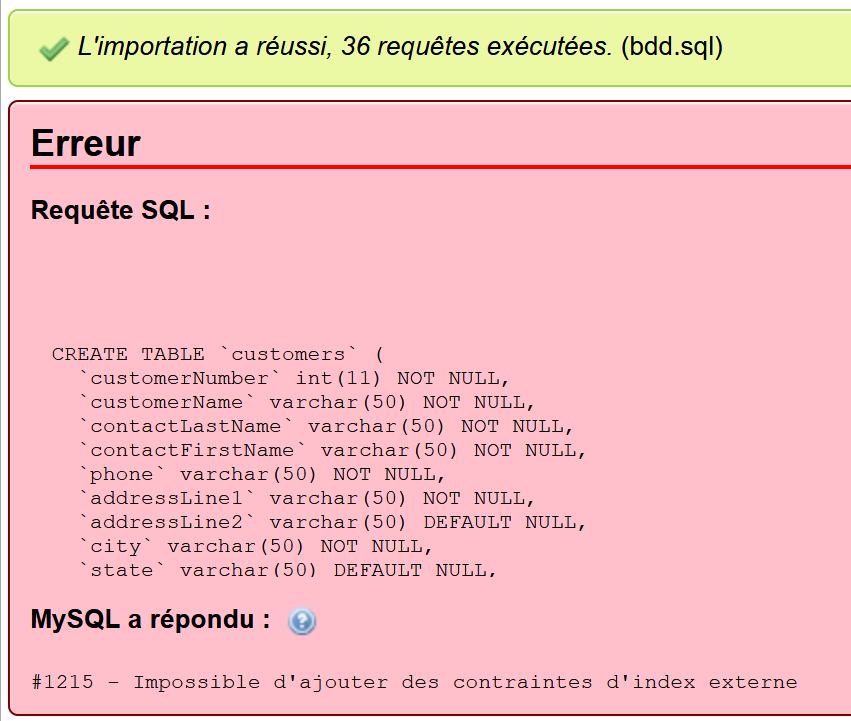 L'importation a réussi, 36 requêtes exécutées. (bdd.sql)
Erreur
Requête SQL :
CREATE TABLE `customers` (
`customerNumber` int(11) NOT NULL,
`customerName` varchar(50) NOT NULL,
`contactLastName` varchar(50) NOT NULL,
`contactFirstName` varchar(50) NOT NULL,
`phone` varchar(50) NOT NULL,
`addressLine1` varchar(50) NOT NULL,
`addressLine2` varchar(50) DEFAULT NULL,
`city` varchar(50) NOT NULL,
`state` varchar(50) DEFAULT NULL,
MySQL a répondu :
#1215 - Impossible d'ajouter des contraintes d'index externe